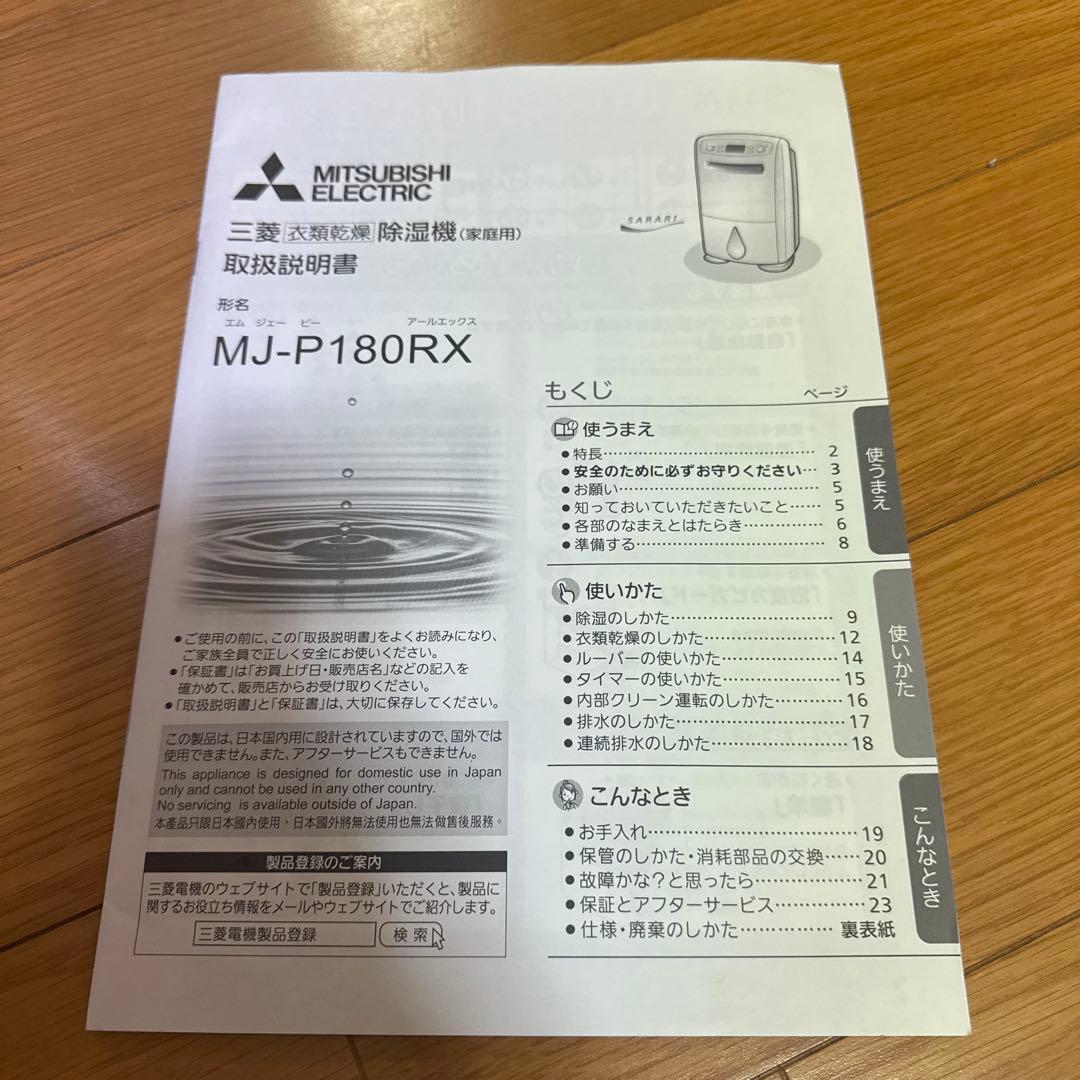 MITSUBISHI
ELECTRIC
三菱 衣類乾燥 除湿機(家庭用)
取扱説明書
SARARI
形名
エム ジェー ピー アールエックス
MJ-P180RX
●ご使用の前に、この「取扱説明書」をよくお読みになり、
ご家族全員で正しく安全にお使いください。
●「保証書」は「お買上げ日・販売店名」などの記入を
確かめて、販売店からお受け取りください。
●「取扱説明書」と「保証書」は、大切に保存してください。
この製品は、日本国内用に設計されていますので、国外では
使用できません。また、アフターサービスもできません。
This appliance is designed for domestic use in Japan
only and cannot be used in any other country.
No servicing is available outside of Japan.
本產品只限日本國內使用，日本國外將無法使用也無法做售後服務。
製品登録のご案内
三菱電機のウェブサイトで「製品登録」いただくと、製品に
関するお役立ち情報をメールやウェブサイトでご紹介します。
三菱電機製品登録 検索
もくじ ページ
使うまえ
●特長…………………………………… 2
●安全のために必ずお守りください… 3
●お願い………………………………… 5
●知っておいていただきたいこと…… 5
●各部のなまえとはたらき…………… 6
●準備する……………………………… 8
使うまえ
使いかた
●除湿のしかた………………………… 9
●衣類乾燥のしかた…………………12
●ルーバーの使いかた………………14
●タイマーの使いかた………………15
●内部クリーン運転のしかた………16
●排水のしかた………………………17
●連続排水のしかた…………………18
使いかた
こんなとき
●お手入れ……………………………19
●保管のしかた・消耗部品の交換……20
●故障かな?と思ったら……………21
●保証とアフターサービス…………23
●仕様・廃棄のしかた…………… 裏表紙
こんなとき